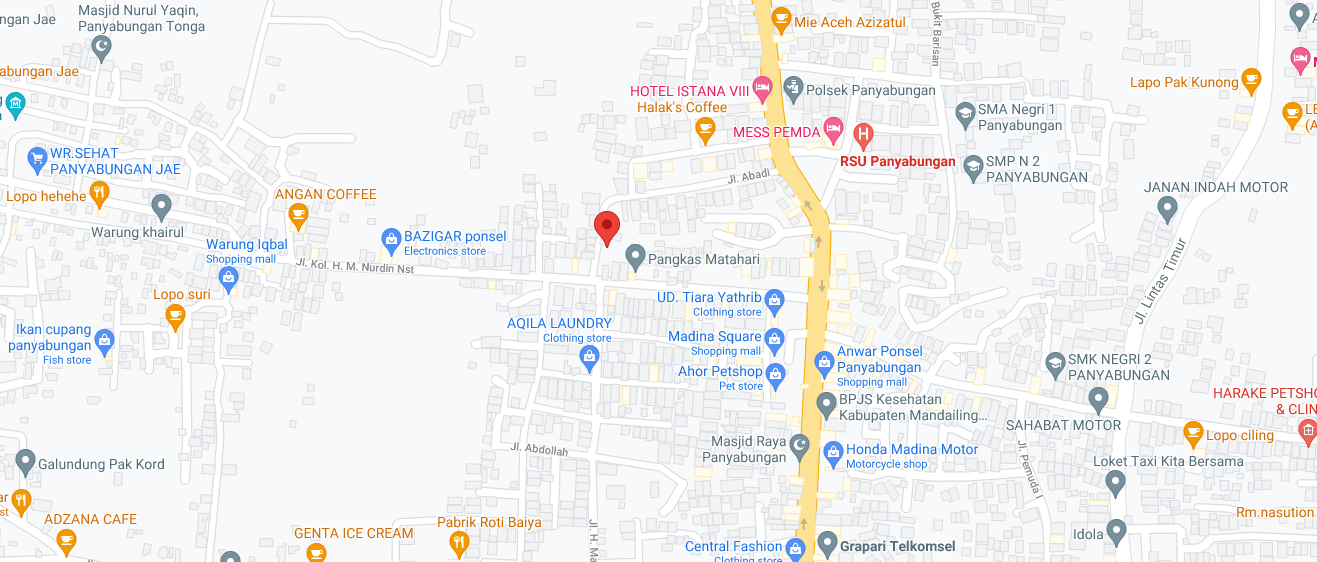 Masjid Nurul Yaqin,
Panyabungan Tonga
ngan Jae
abungan Jae
WR.SEHAT
PANYABUNGAN JAE
Lopo hehehe
Warung khairul
ANGAN COFFEE
Warung Iqbal
Shopping mall
Lopo suri
Ikan cupang
panyabungan
Fish store
BAZIGAR ponsel
Electronics store
Jl. Kol. H. M. Nurdin Nst
Mie Aceh Azizatul
Bukit Barisan
HOTEL ISTANA VIII
Halak's Coffee
Polsek Panyabungan
MESS PEMDA
RSU Panyabungan
SMA Negri 1
Panyabungan
SMP N 2
PANYABUNGAN
Lapo Pak Kunong
LE
(A
JANAN INDAH MOTOR
Jl. Lintas Timur
Jl. Abadi
Pangkas Matahari
UD. Tiara Yathrib
Clothing store
AQILA LAUNDRY
Clothing store
Madina Square
Shopping mall
Ahor Petshop
Pet store
Anwar Ponsel
Panyabungan
Shopping mall
BPJS Kesehatan
Kabupaten Mandailing...
SMK NEGRI 2
PANYABUNGAN
SAHABAT MOTOR
HARAKE PETSHO
& CLIN
Lopo ciling
Masjid Raya
Panyabungan
Honda Madina Motor
Motorcycle shop
Jl. Pemuda I
Loket Taxi Kita Bersama
Jl. Abdollah
Galundung Pak Kord
ar
st
ADZANA CAFE
GENTA ICE CREAM
Pabrik Roti Baiya
Jl. H. Ma
Central Fashion
Clothing store
Grapari Telkomsel
Idola
Rm.nasution